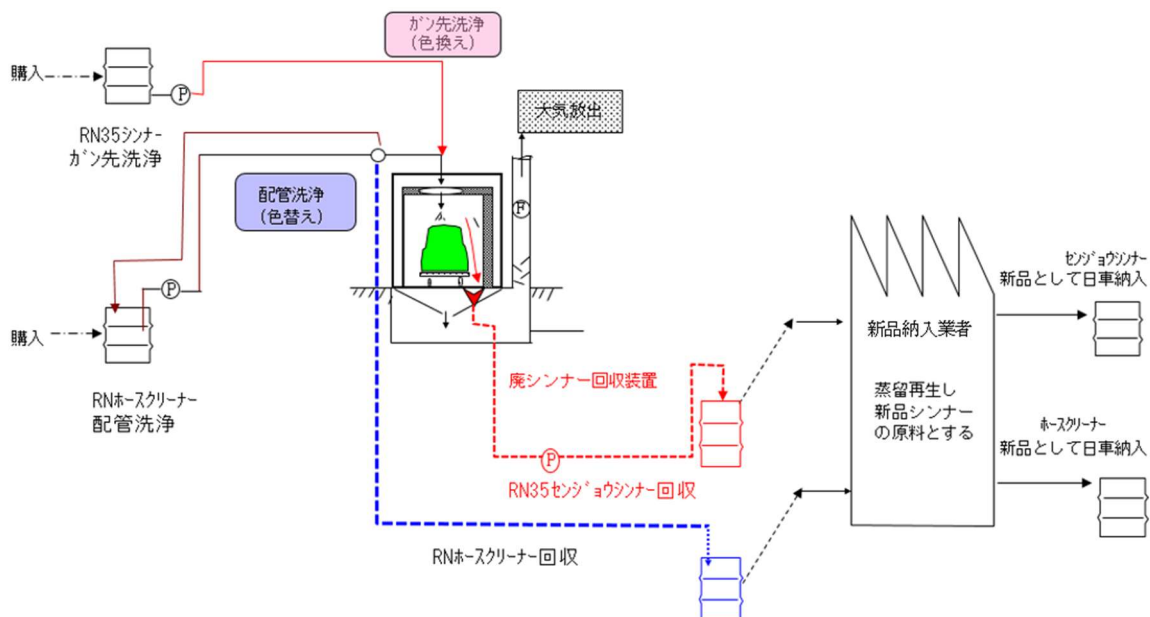 ｶﾞﾝ先洗浄
(色換え)
購入
P
大気放出
RN35ｼﾝﾅｰ
ｶﾞﾝ先洗浄
配管洗浄
(色替え)
F
P
購入
RNﾎｰｽｸﾘｰﾅｰ
配管洗浄
ｾﾝｼﾞｮｳｼﾝﾅｰ
新品として日車納入
新品納入業者
廃シンナー回収装置
蒸留再生し
新品シンナー
の原料とする
ﾎｰｽｸﾘｰﾅｰ
新品として日車納入
P
RN35ｾﾝｼﾞｮｳｼﾝﾅｰ回収
RNﾎｰｽｸﾘｰﾅｰ回収